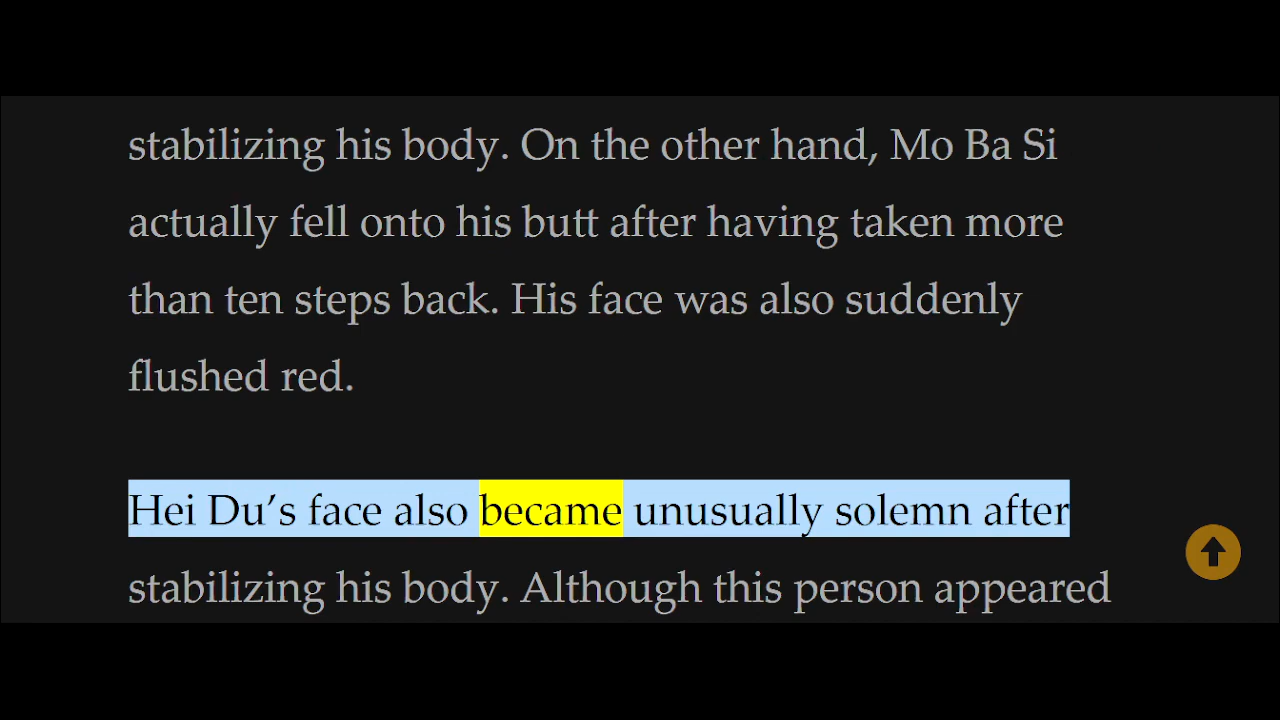 stabilizing his body. On the other hand, Mo Ba Si
actually fell onto his butt after having taken more
than ten steps back. His face was also suddenly
flushed red.
Hei Du’s face also became unusually solemn after
stabilizing his body. Although this person appeared